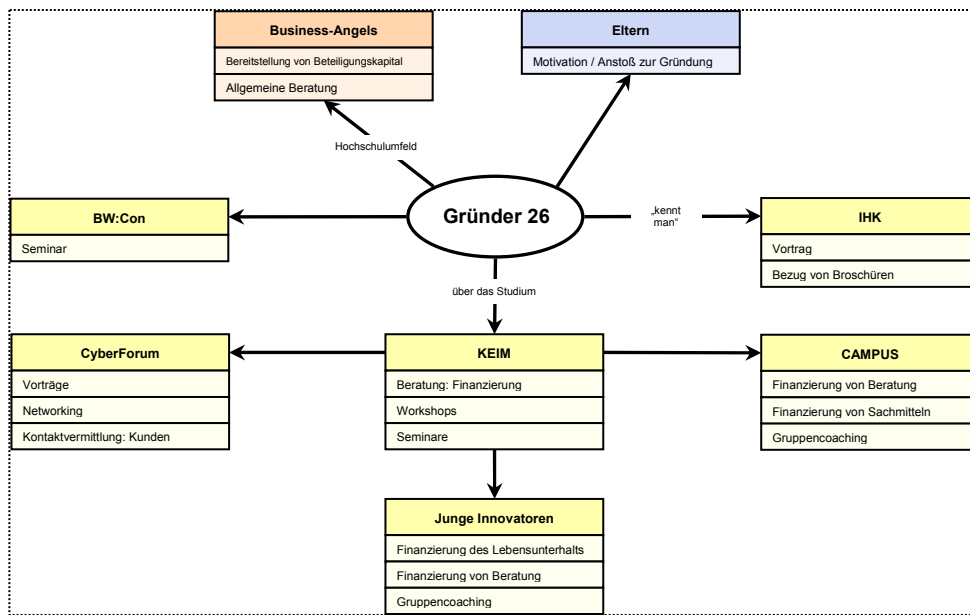 Business-Angels
Bereitstellung von Beteiligungskapital
Allgemeine Beratung
Eltern
Motivation / Anstoß zur Gründung
Hochschulumfeld
Gründer 26
BW:Con
Seminar
„kennt
man“
IHK
Vortrag
Bezug von Broschüren
über das Studium
CyberForum
Vorträge
Networking
Kontaktvermittlung: Kunden
KEIM
Beratung: Finanzierung
Workshops
Seminare
CAMPUS
Finanzierung von Beratung
Finanzierung von Sachmitteln
Gruppencoaching
Junge Innovatoren
Finanzierung des Lebensunterhalts
Finanzierung von Beratung
Gruppencoaching